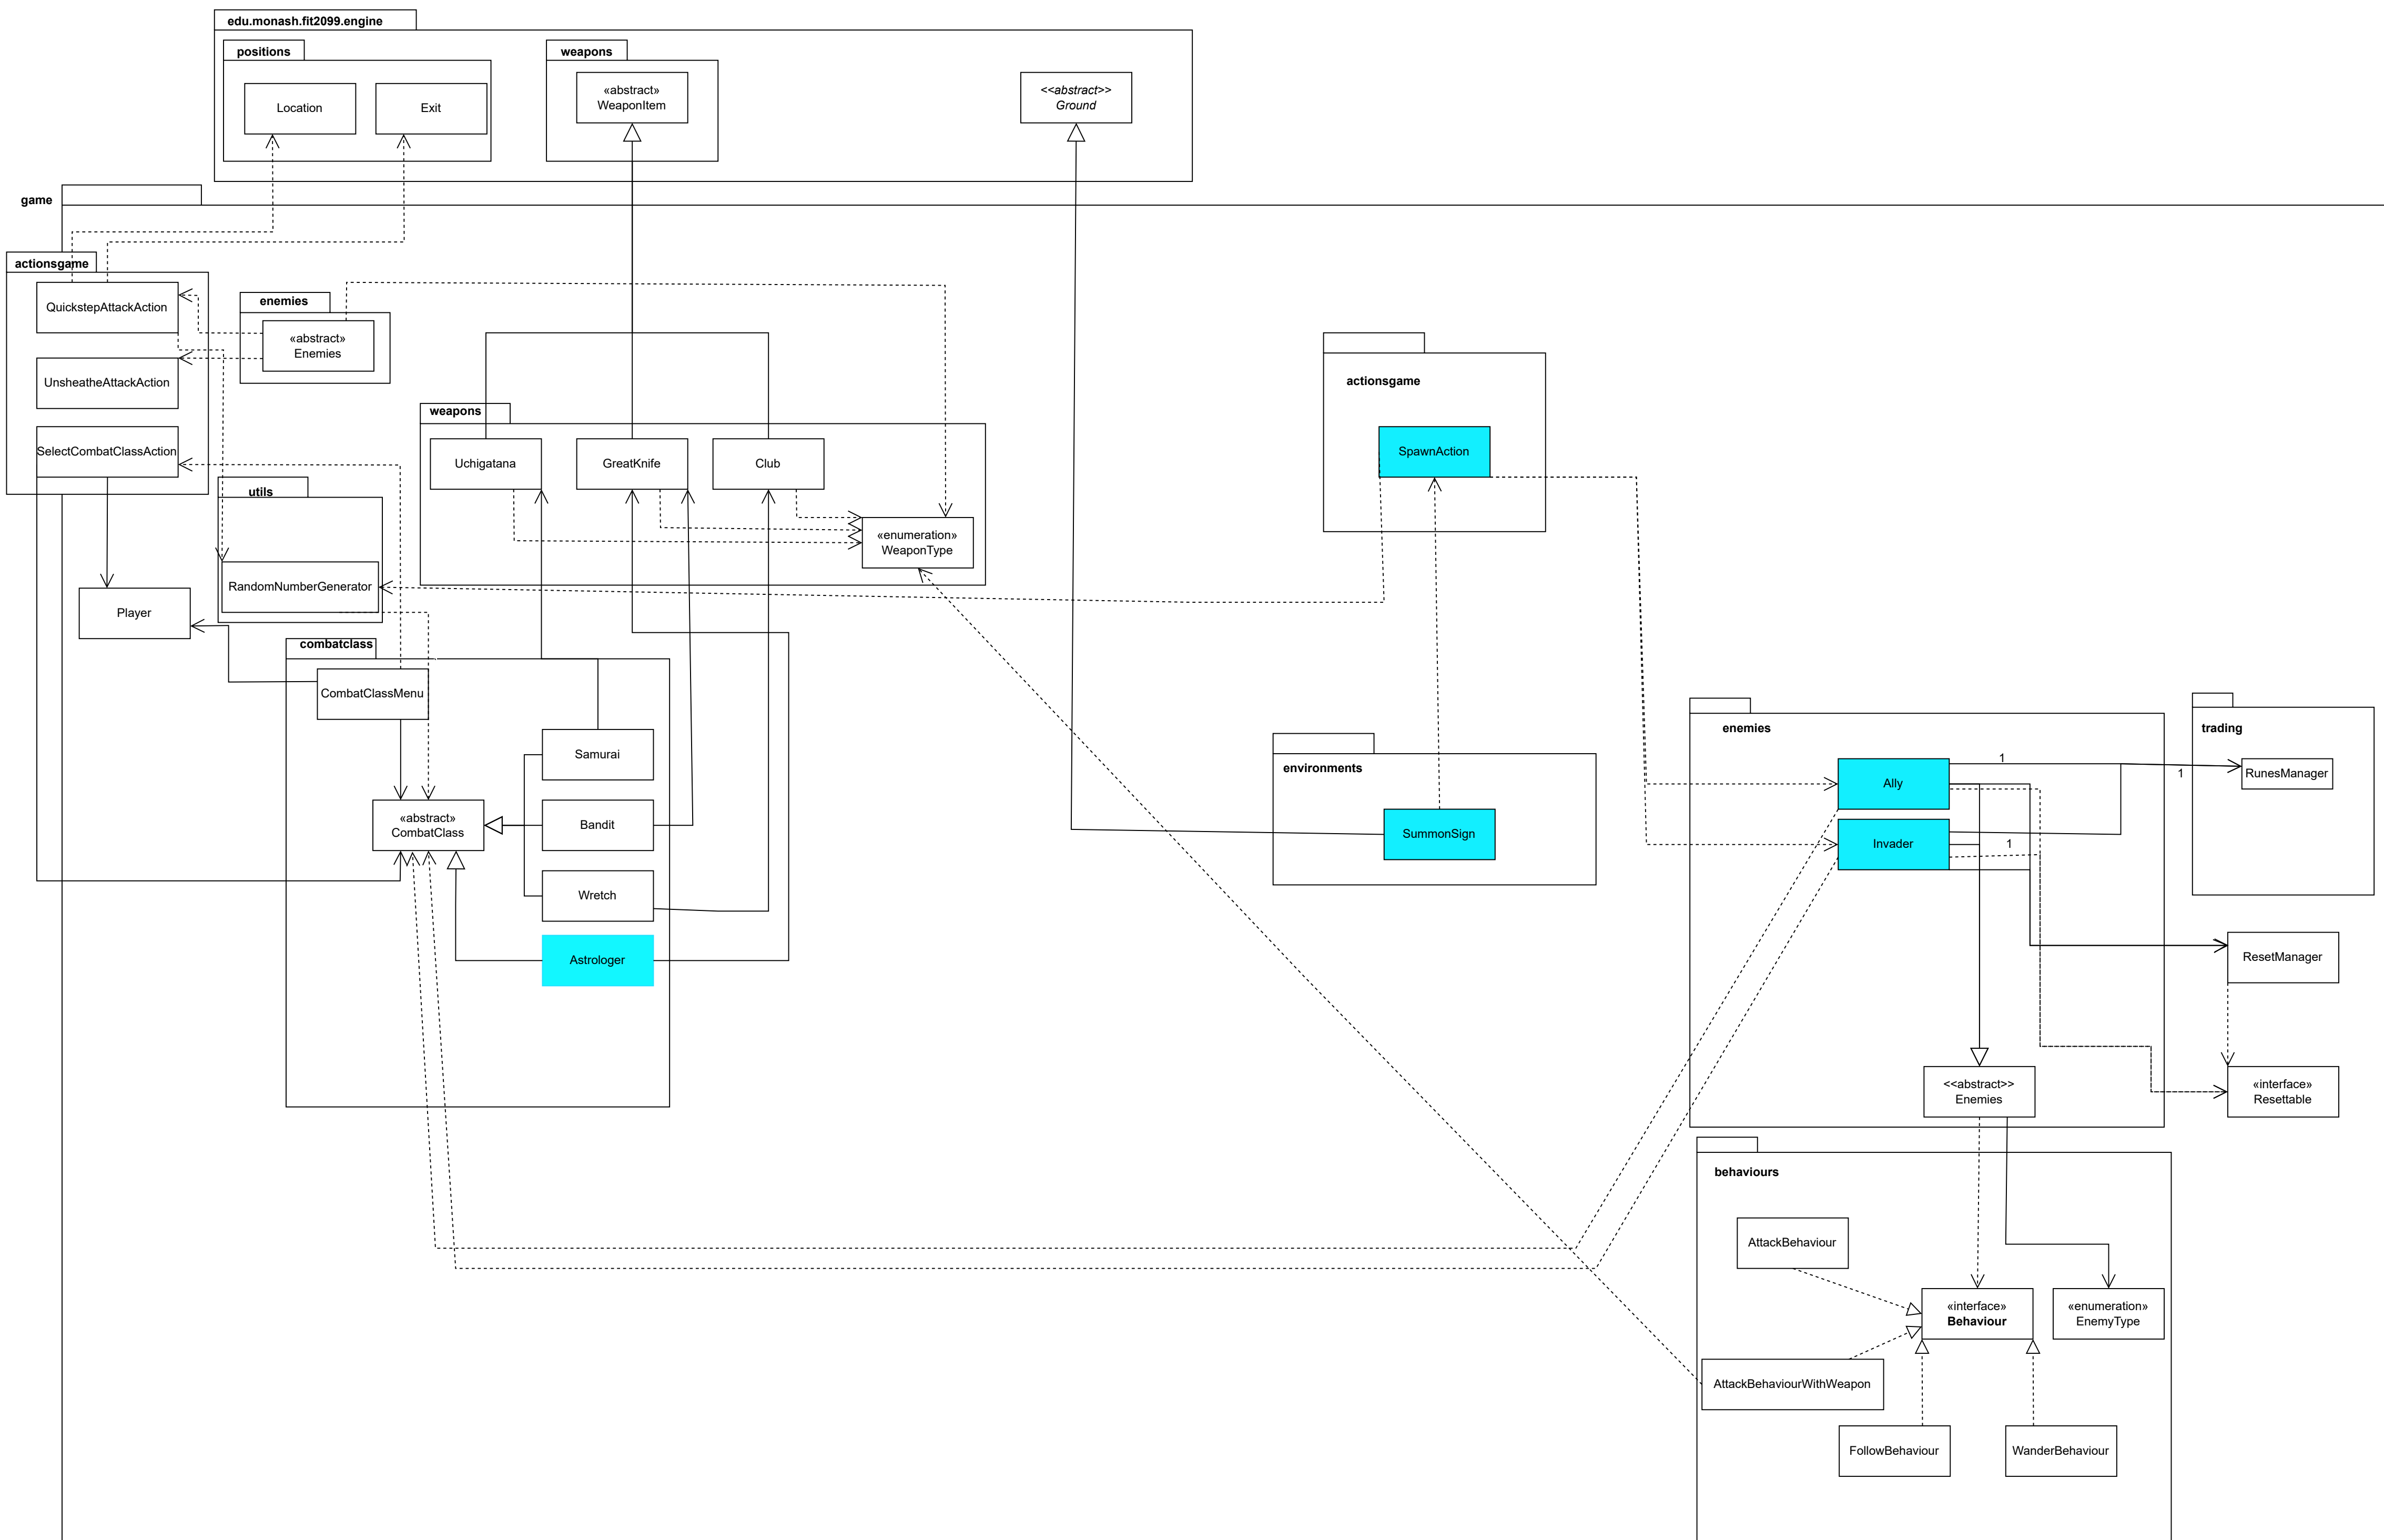 edu.monash.fit2099.engine
positions
weapons
Location
Exit
«abstract»
WeaponItem
<<abstract>>
Ground
game
actionsgame
QuickstepAttackAction
enemies
«abstract»
Enemies
UnsheatheAttackAction
actionsgame
weapons
SelectCombatClassAction
Uchigatana
GreatKnife
Club
SpawnAction
utils
«enumeration»
WeaponType
RandomNumberGenerator
Player
combatclass
CombatClassMenu
Samurai
enemies
trading
1
RunesManager
1
environments
Ally
«abstract»
CombatClass
Bandit
SummonSign
Invader
1
Wretch
Astrologer
ResetManager
<<abstract>>
Enemies
«interface»
Resettable
behaviours
AttackBehaviour
«interface»
Behaviour
«enumeration»
EnemyType
AttackBehaviourWithWeapon
FollowBehaviour
WanderBehaviour